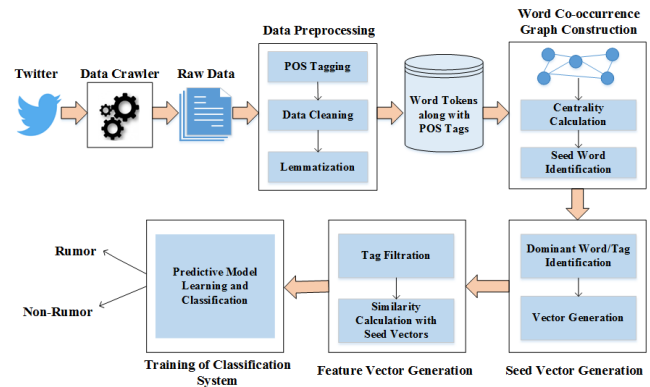 Twitter
Data Crawler
Raw Data
Data Preprocessing
POS Tagging
Data Cleaning
Lemmatization
Word Tokens
along with
POS Tags
Word Co-occurrence
Graph Construction
Centrality
Calculation
Seed Word
Identification
Dominant Word/Tag
Identification
Vector Generation
Seed Vector Generation
Tag Filtration
Similarity
Calculation with
Seed Vectors
Feature Vector Generation
Predictive Model
Learning and
Classification
Training of Classification
System
Rumor
Non-Rumor